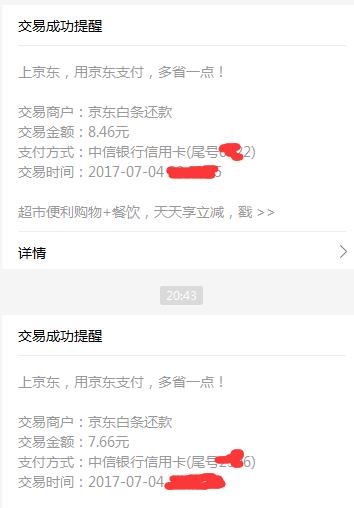 交易成功提醒
上京东，用京东支付，多省一点！
交易商户：京东白条还款
交易金额：8.46元
支付方式：中信银行信用卡(尾号 2)
交易时间：2017-07-04
超市便利购物+餐饮，天天享立减，戳 >>
详情
20:43
交易成功提醒
上京东，用京东支付，多省一点！
交易商户：京东白条还款
交易金额：7.66元
支付方式：中信银行信用卡(尾号 6)
交易时间：2017-07-04